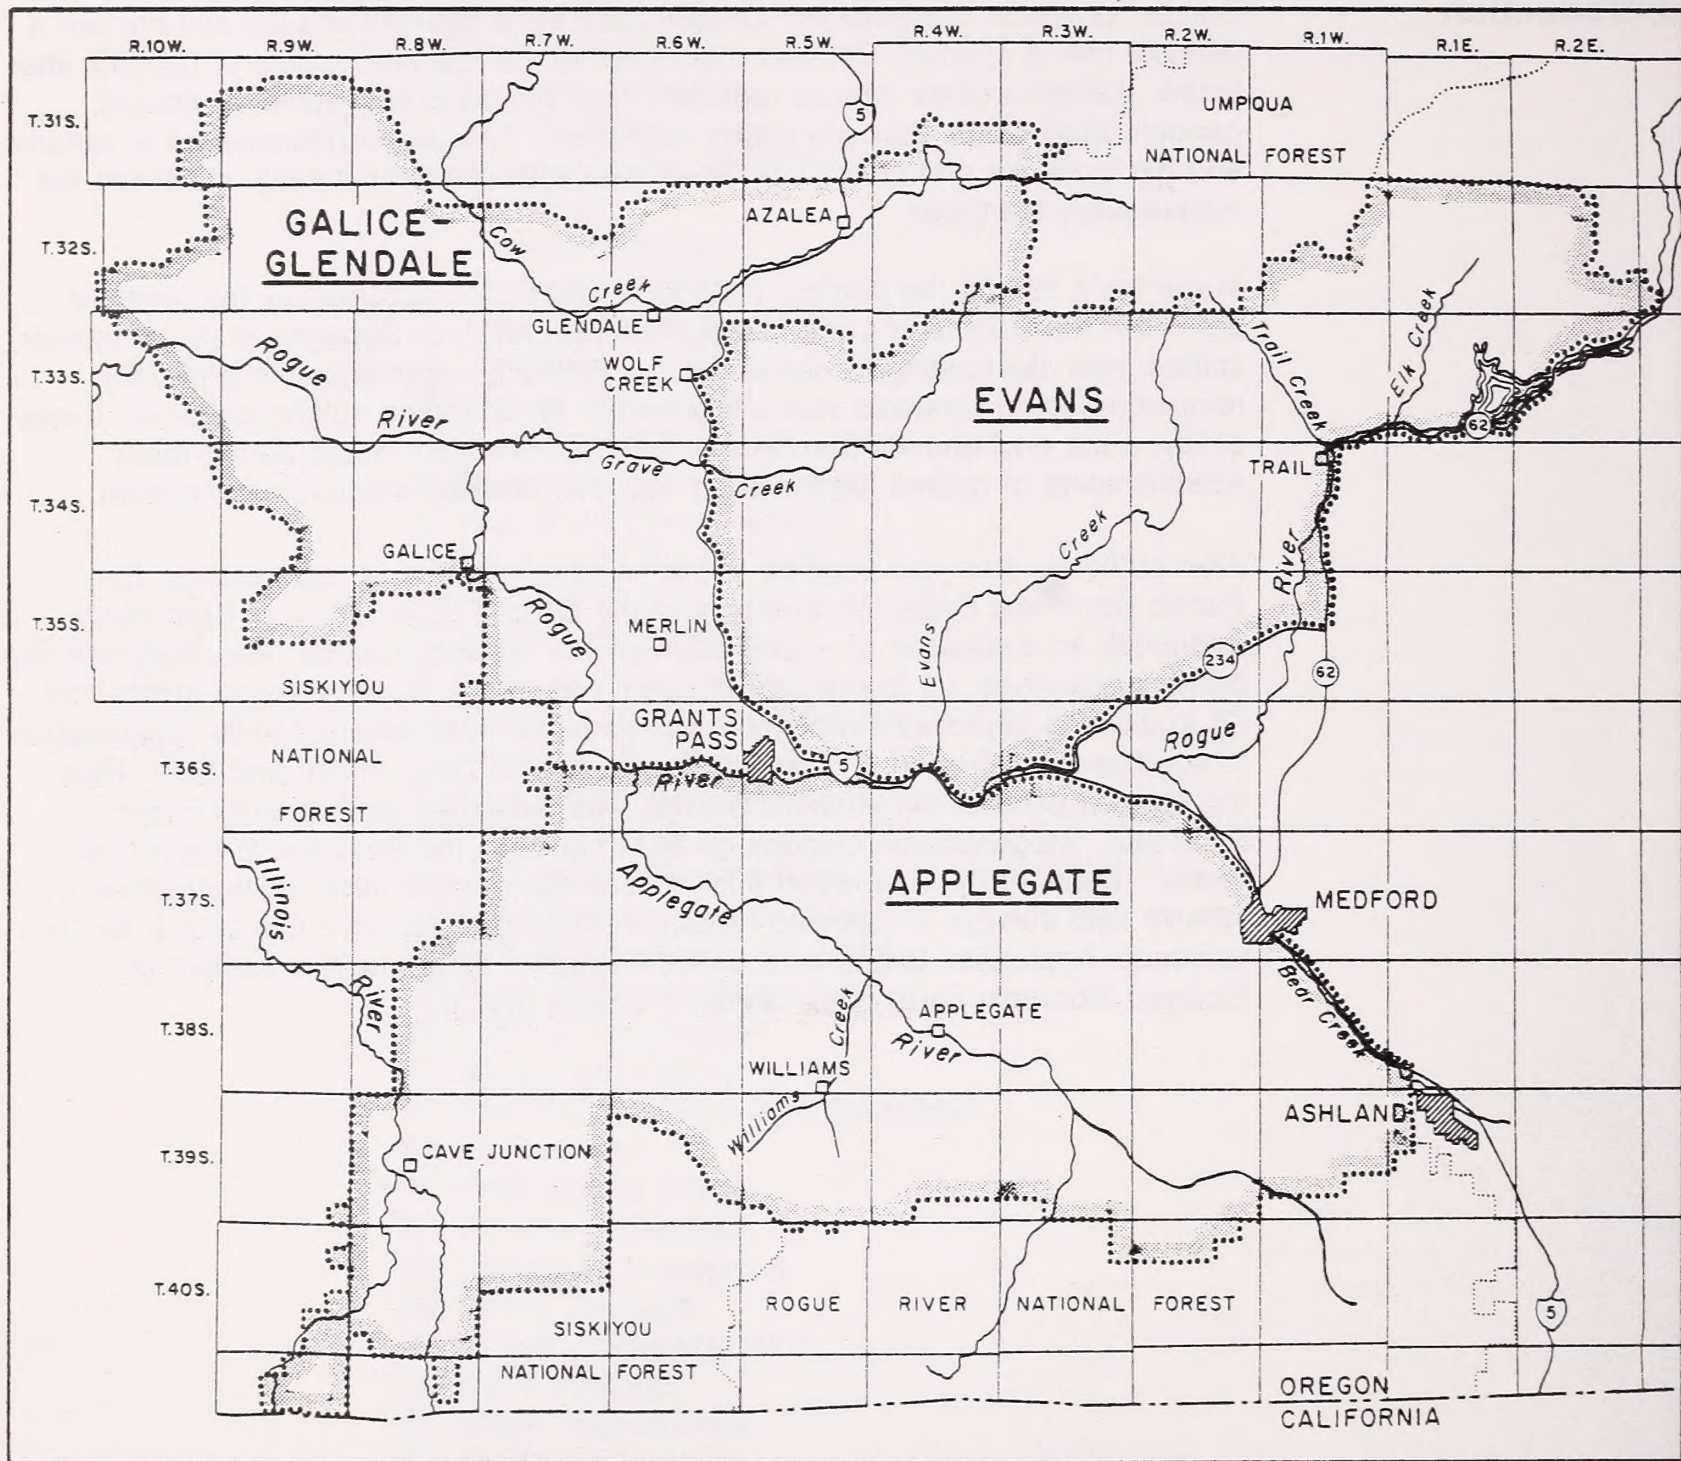 R.10W. R.9W. R.8W. R.7W. R.6W. R.5W. R.4W. R.3W. R.2W. R.1W. R.1E. R.2E.
T.31S.
5
UMPIQUA
NATIONAL FOREST
GALICE-
GLENDALE
AZALEA
T.32S.
Cow
Creek
GLENDALE
Trail Creek
Elk Creek
Rogue
River
WOLF
CREEK
T.33S.
EVANS
62
Grave
Creek
TRAIL
T.34S.
GALICE
Creek
River
Rogue
T.35S.
MERLIN
Evans
234
62
SISKIYOU
NATIONAL
FOREST
GRANTS
PASS
Rogue
T.36S.
River
5
Illinois
River
Applegate
APPLEGATE
T.37S.
MEDFORD
Bear Creek
T.38S.
Creek
APPLEGATE
River
WILLIAMS
Williams
ASHLAND
T.39S.
CAVE JUNCTION
T.40S.
ROGUE RIVER NATIONAL FOREST
5
SISKIYOU
NATIONAL FOREST
OREGON
CALIFORNIA